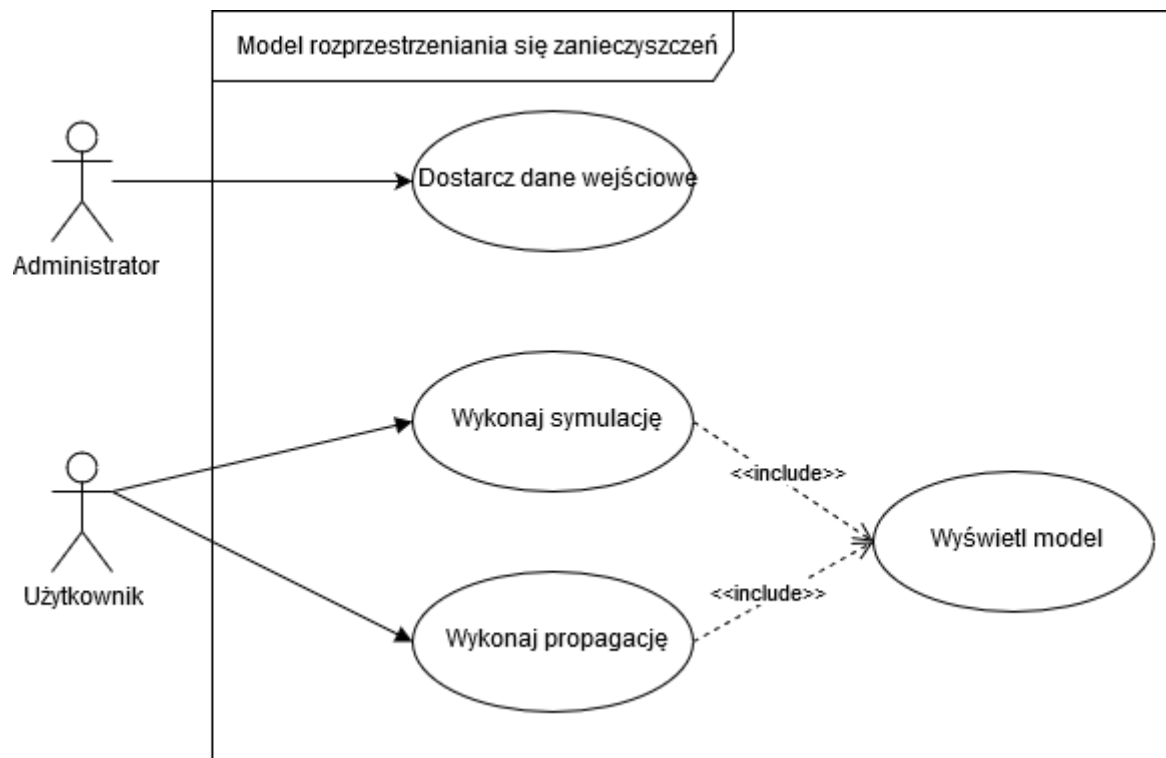 Model rozprzestrzeniania się zanieczyszczeń
Dostarcz dane wejściowe
Administrator
Wykonaj symulację
<<include>>
Wyświetl model
Użytkownik
<<include>>
Wykonaj propagację